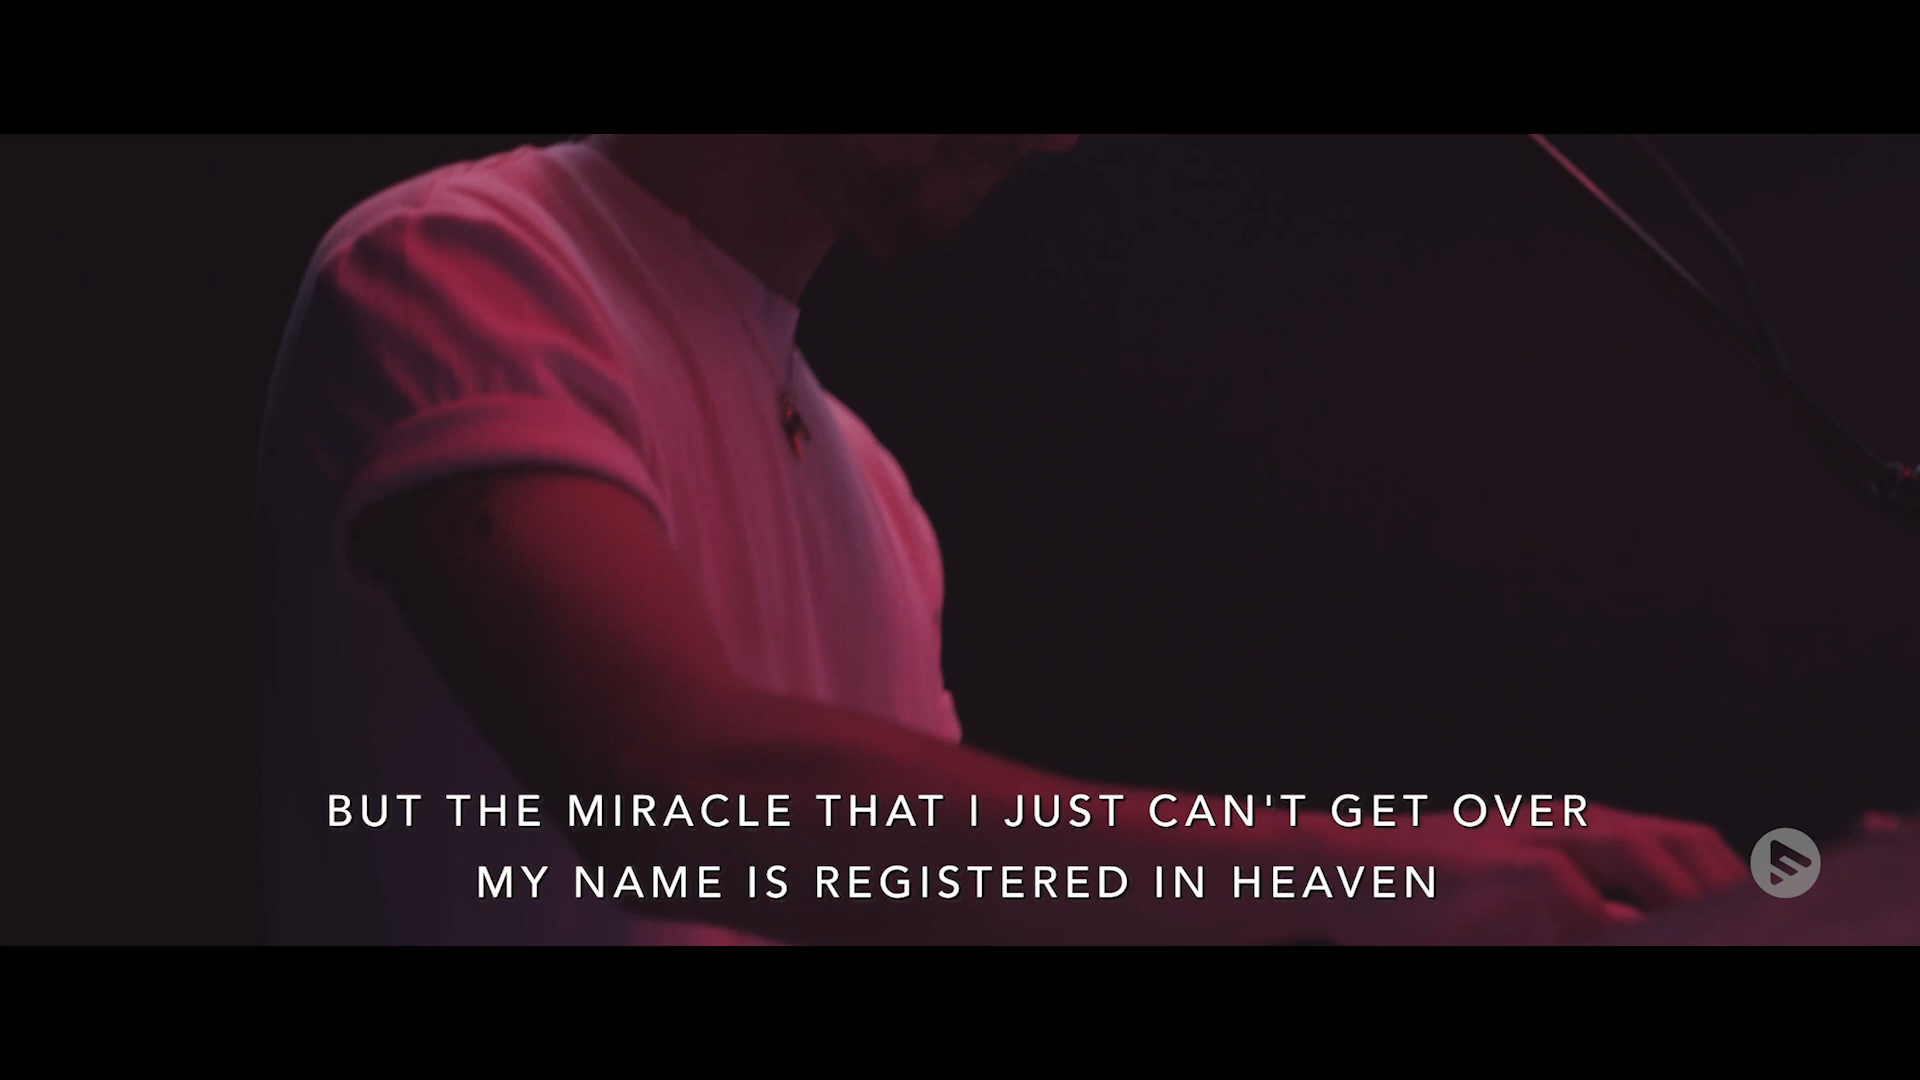 BUT THE MIRACLE THAT I JUST CAN'T GET OVER
MY NAME IS REGISTERED IN HEAVEN